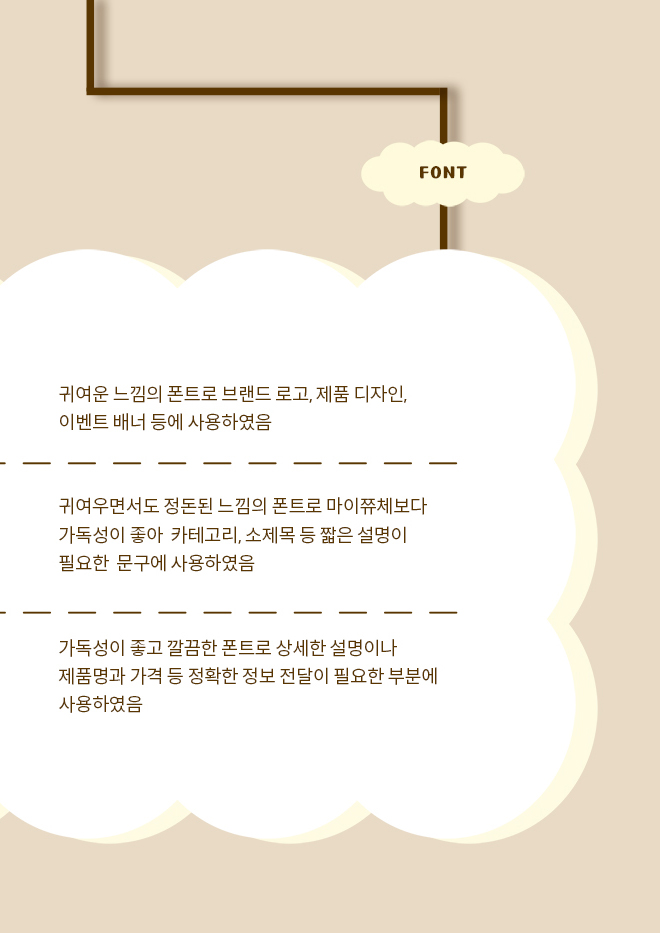 FONT
귀여운 느낌의 폰트로 브랜드 로고, 제품 디자인,
이벤트 배너 등에 사용하였음
귀여우면서도 정돈된 느낌의 폰트로 마이쮸체보다
가독성이 좋아 카테고리, 소제목 등 짧은 설명이
필요한 문구에 사용하였음
가독성이 좋고 깔끔한 폰트로 상세한 설명이나
제품명과 가격 등 정확한 정보 전달이 필요한 부분에
사용하였음